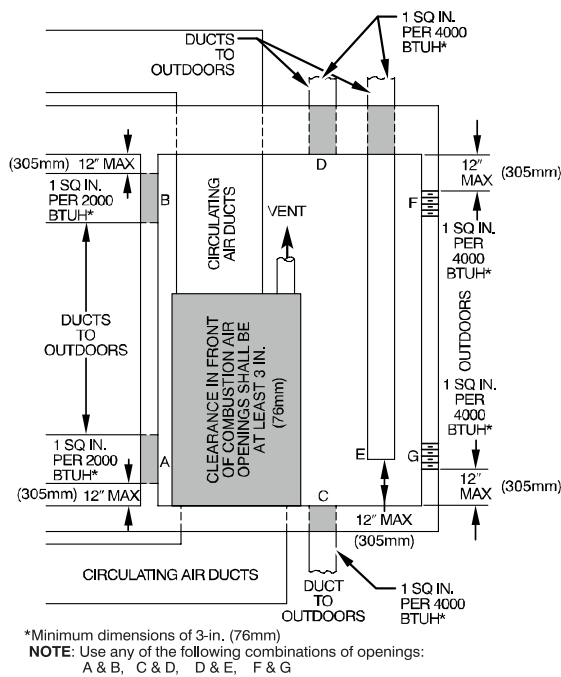 DUCTS
TO
OUTDOORS
1 SQ IN.
PER 4000
BTUH*
(305mm) 12" MAX
1 SQ IN.
PER 2000
BTUH*
B
D
12"
MAX
(305mm)
F
CIRCULATING
AIR DUCTS
VENT
1 SQ IN.
PER
4000
BTUH*
DUCTS
TO
OUTDOORS
OUTDOORS
CLEARANCE IN FRONT
OF COMBUSTION AIR
OPENINGS SHALL BE
AT LEAST 3 IN.
(76mm)
1 SQ IN.
PER
4000
BTUH*
1 SQ IN.
PER 2000
BTUH*
A
E
G
(305mm) 12" MAX
C
12"
MAX
(305mm)
12" MAX
(305mm)
CIRCULATING AIR DUCTS
DUCT
TO
OUTDOORS
1 SQ IN.
PER 4000
BTUH*
*Minimum dimensions of 3-in. (76mm)
NOTE: Use any of the following combinations of openings:
A & B, C & D, D & E, F & G